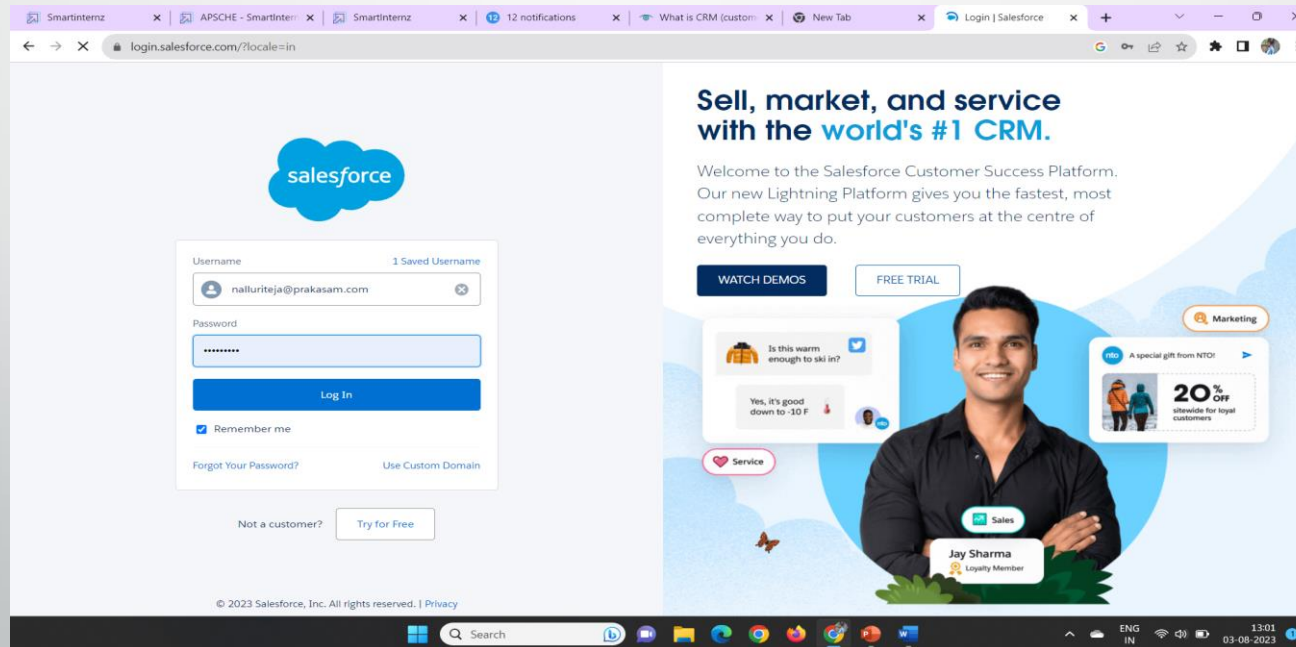 Smartinternz
APSCHE - SmartIntern
SmartInternz
12 12 notifications
What is CRM (custom
New Tab
Login | Salesforce
login.salesforce.com/?locale=in
salesforce
Username 1 Saved Username
nalluriteja@prakasam.com
Password
•••••••••
Log In
Remember me
Forgot Your Password? Use Custom Domain
Not a customer? Try for Free
© 2023 Salesforce, Inc. All rights reserved. | Privacy
Sell, market, and service
with the world's #1 CRM.
Welcome to the Salesforce Customer Success Platform.
Our new Lightning Platform gives you the fastest, most
complete way to put your customers at the centre of
everything you do.
WATCH DEMOS FREE TRIAL
Marketing
Is this warm
enough to ski in?
Yes, it's good
down to -10 F
nto
nto A special gift from NTO!
20% OFF
sitewide for loyal
customers
Service
Sales
Jay Sharma
Loyalty Member
Search
ENG
IN
13:01
03-08-2023
1